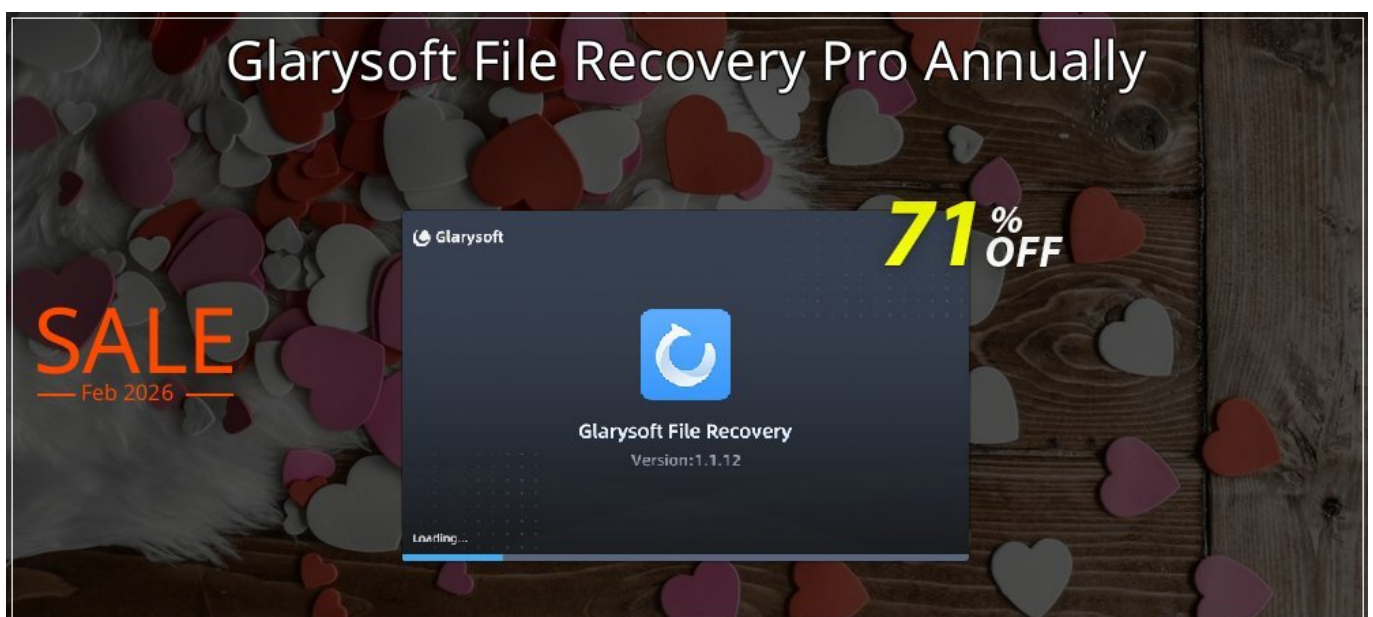 Glarysoft File Recovery Pro Annually
71%
OFF
Glarysoft
SALE
Feb 2026
Glarysoft File Recovery
Version:1.1.12
Loading...